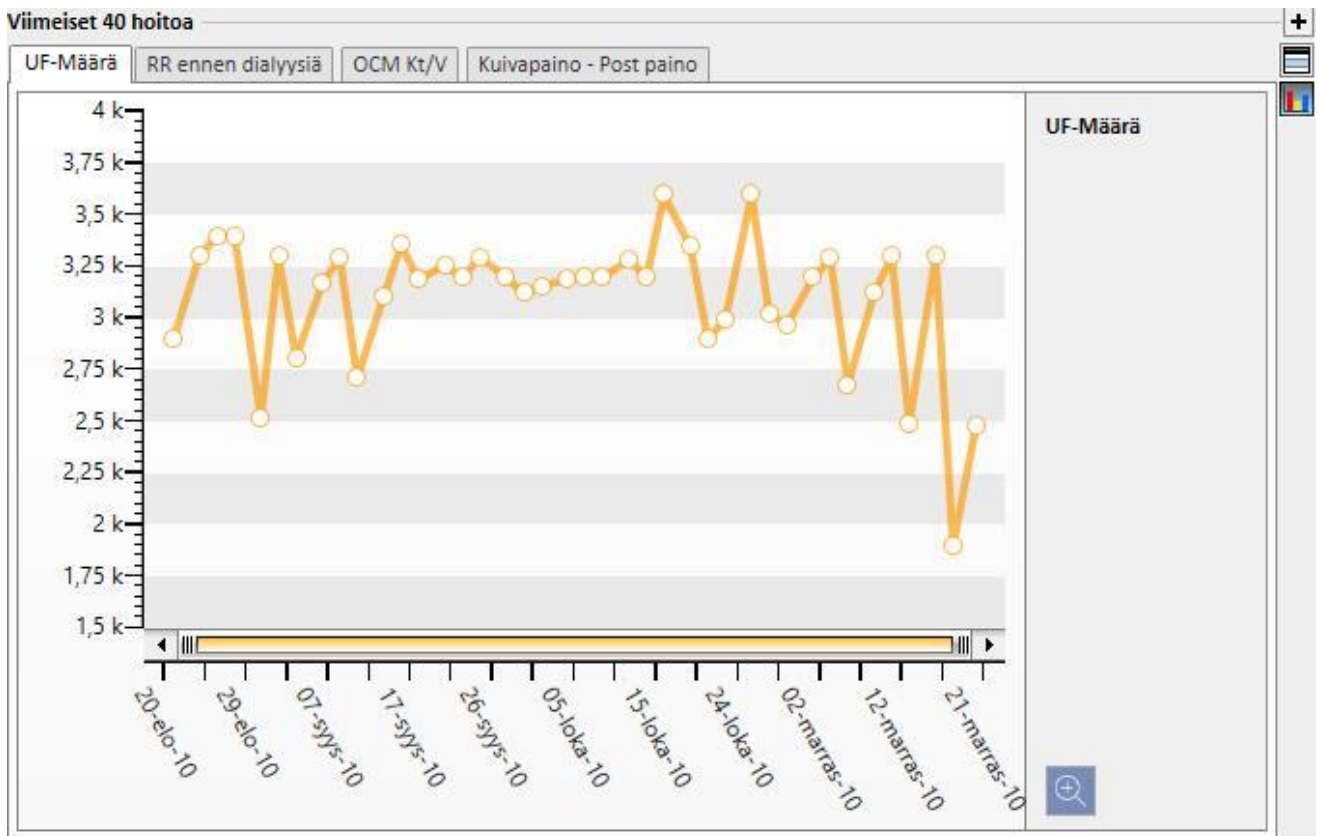 Viimeiset 40 hoitoa
UF-Määrä
RR ennen dialyysiä
OCM Kt/V
Kuivapaino - Post paino
4 k
3,75 k
3,5 k
3,25 k
3 k
2,75 k
2,5 k
2,25 k
2 k
1,75 k
1,5 k
UF-Määrä
20-elo-10
29-elo-10
07-syys-10
17-syys-10
26-syys-10
05-loka-10
15-loka-10
24-loka-10
02-marras-10
12-marras-10
21-marras-10